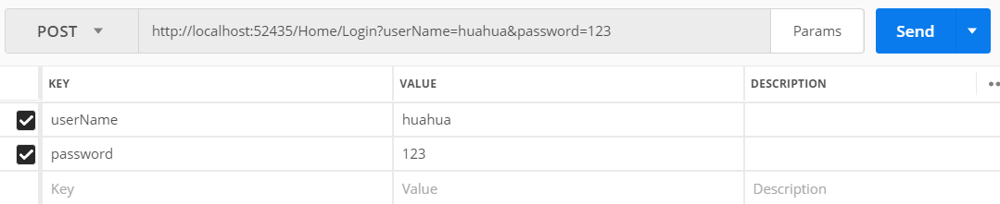 POST http://localhost:52435/Home/Login?userName=huahua&password=123 Params Send
KEY VALUE DESCRIPTION
userName huahua
password 123
Key Value Description